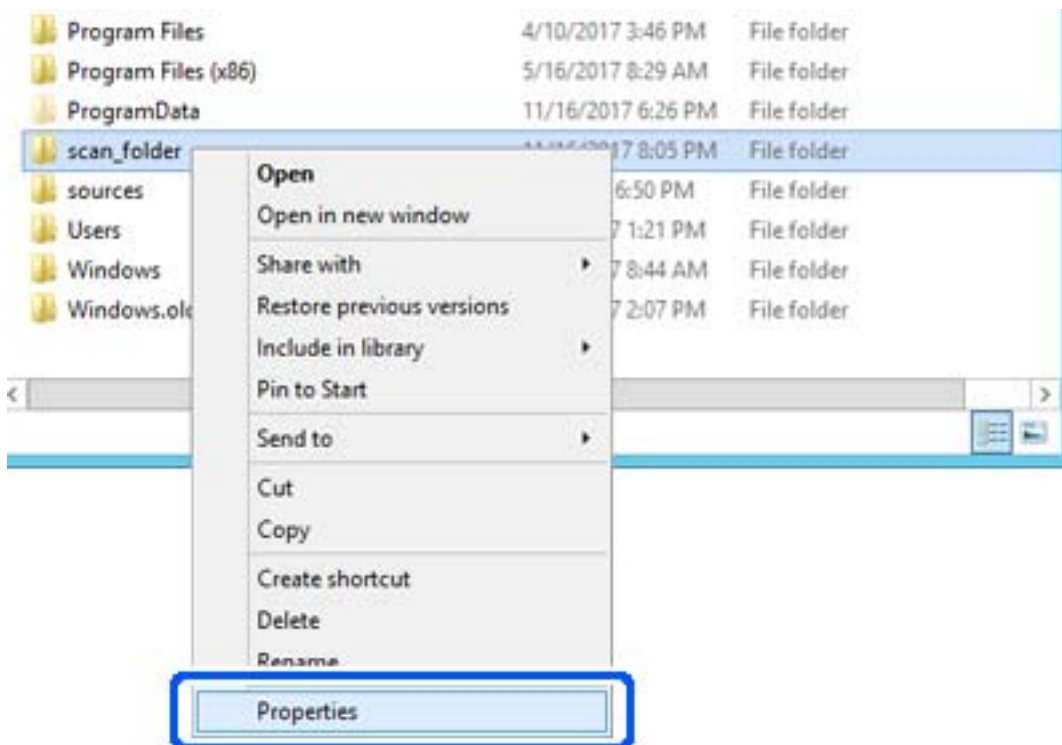 Program Files 4/10/2017 3:46 PM File folder
Program Files (x86) 5/16/2017 8:29 AM File folder
ProgramData 11/16/2017 6:26 PM File folder
scan_folder 17 8:05 PM File folder
Open
sources 6:50 PM File folder
Open in new window
Users 7 1:21 PM File folder
Share with
Windows 7 8:44 AM File folder
Restore previous versions
Windows.old 7 2:07 PM File folder
Include in library
Pin to Start
Send to
Cut
Copy
Create shortcut
Delete
Rename
Properties